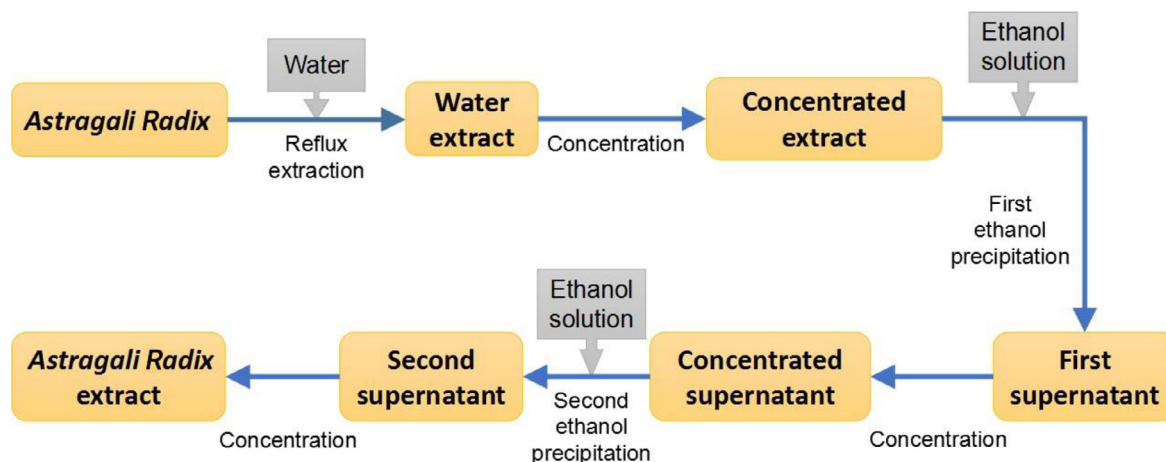 Water
Ethanol
solution
Astragali Radix
Water
extract
Concentrated
extract
Reflux
extraction
Concentration
First
ethanol
precipitation
Ethanol
solution
Astragali Radix
extract
Second
supernatant
Concentrated
supernatant
First
supernatant
Concentration
Second
ethanol
precipitation
Concentration